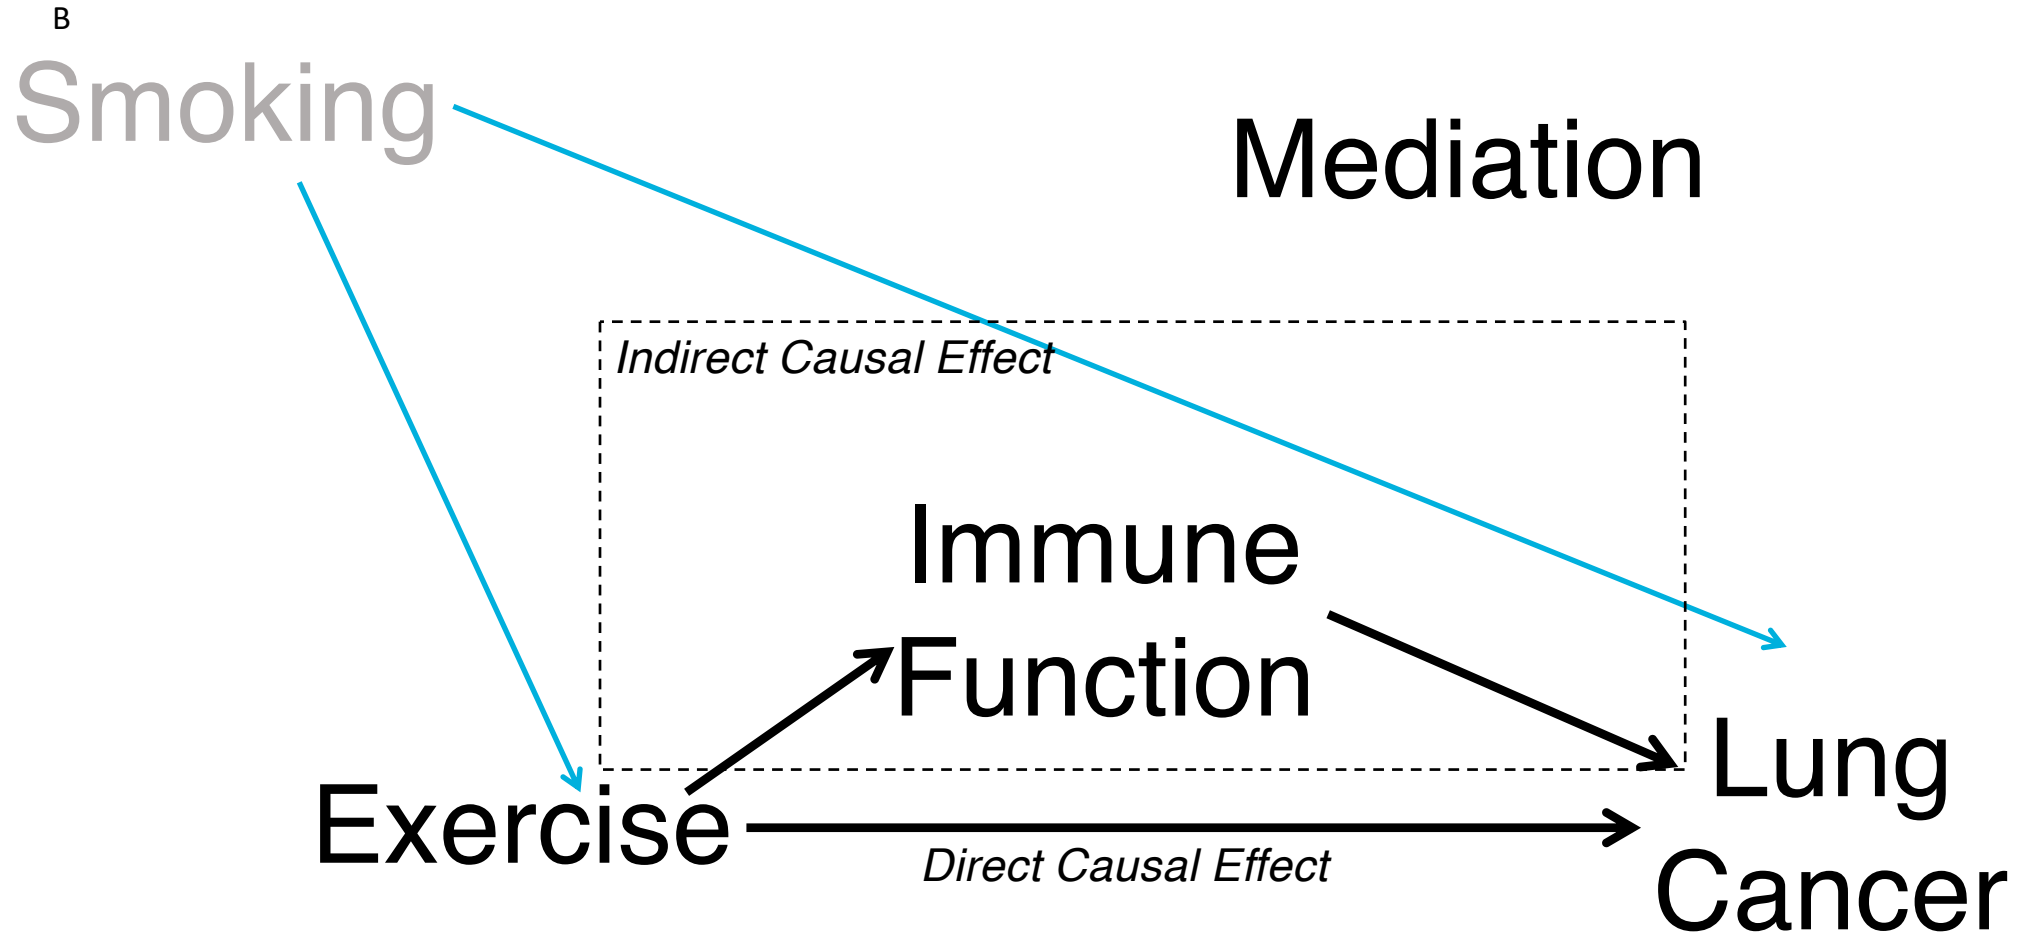 B
Smoking
Mediation
Indirect Causal Effect
Immune
Function
Exercise
Direct Causal Effect
Lung
Cancer